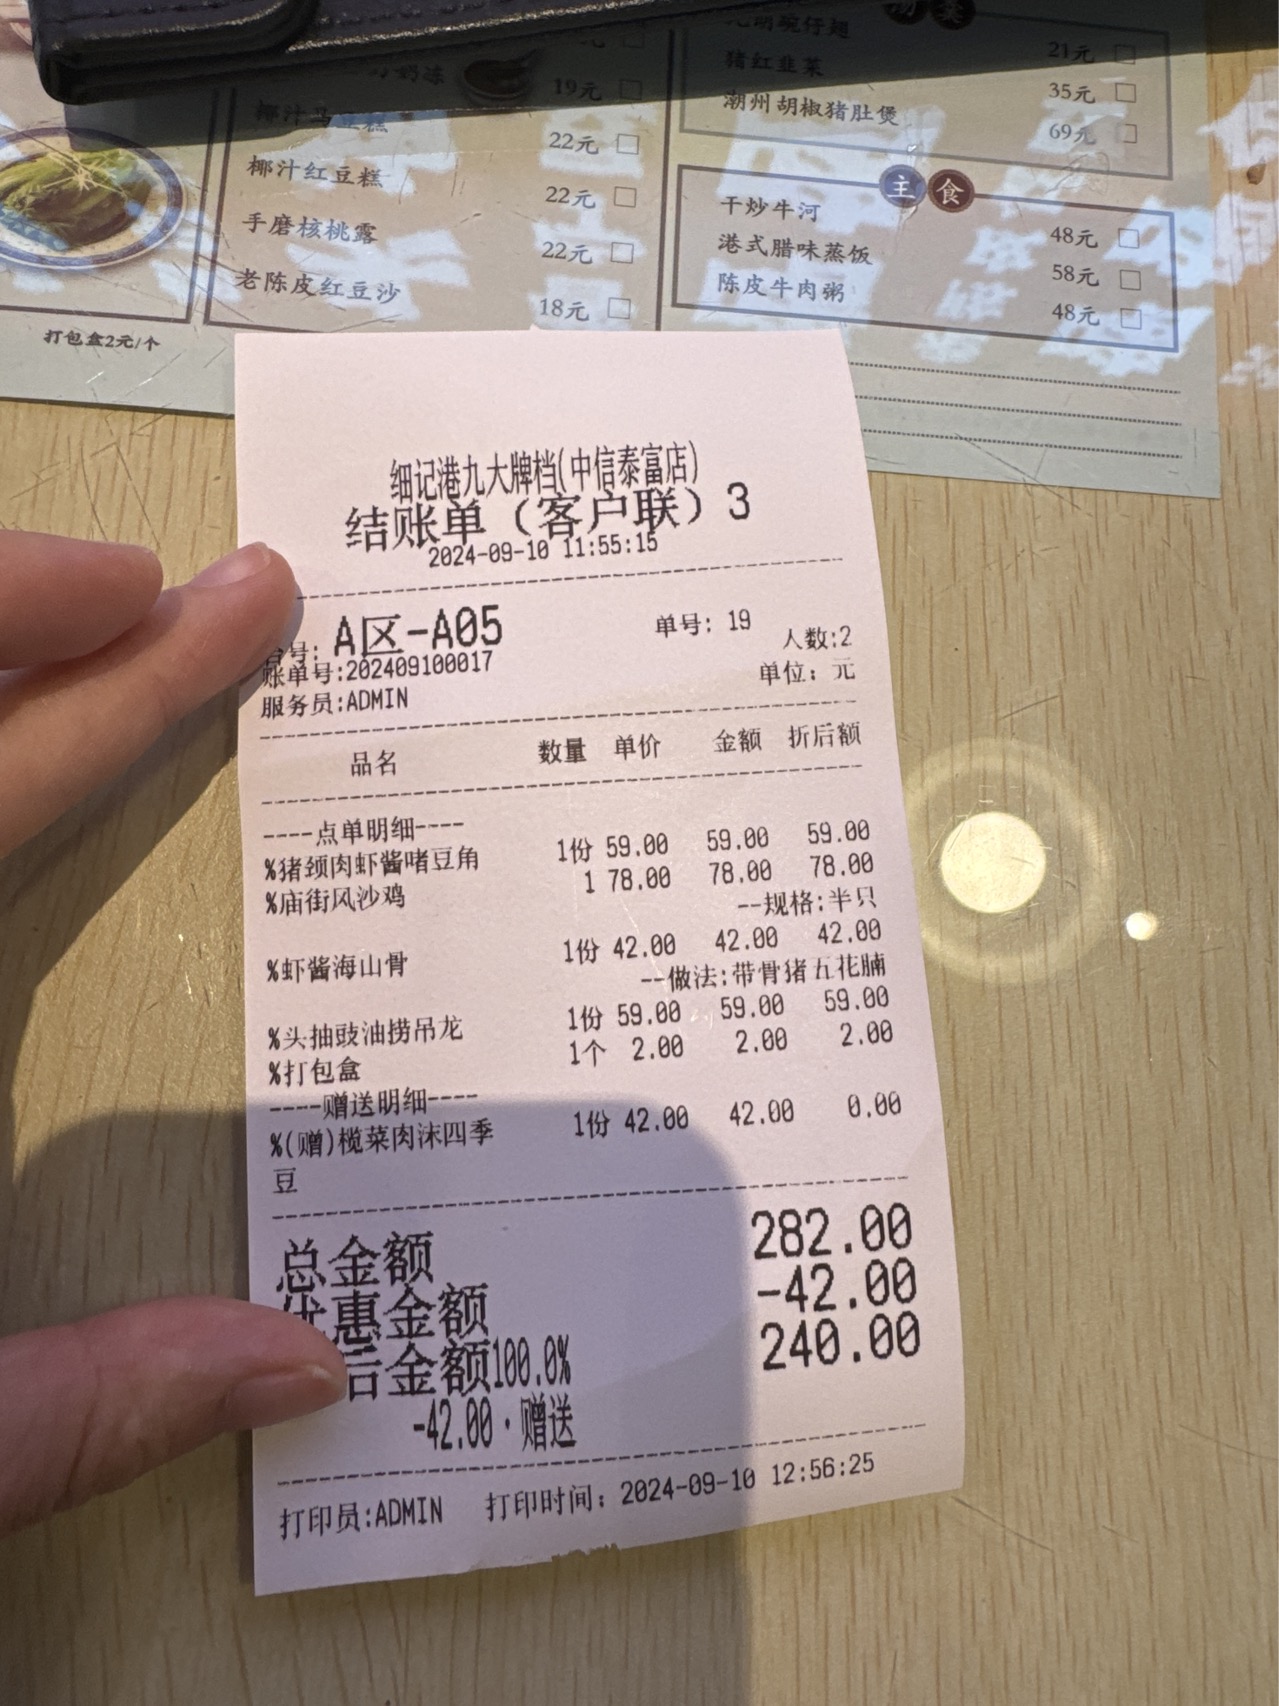 19元
椰汁马豆糕
22元
椰汁红豆糕
22元
手磨核桃露
22元
老陈皮红豆沙
18元
打包盒2元/个
21元
猪红韭菜
35元
潮州胡椒猪肚煲
69元
主食
干炒牛河
48元
港式腊味蒸饭
58元
陈皮牛肉粥
48元
细记港九大牌档(中信泰富店)
结账单（客户联）3
2024-09-10 11:55:15
号: A区-A05 单号: 19
账单号:202409100017 人数:2
服务员:ADMIN 单位: 元
品名 数量 单价 金额 折后额
----点单明细----
%猪颈肉虾酱啫豆角 1份 59.00 59.00 59.00
%庙街风沙鸡 1 78.00 78.00 78.00
--规格:半只
%虾酱海山骨 1份 42.00 42.00 42.00
--做法:带骨猪五花腩
%头抽豉油捞吊龙 1份 59.00 59.00 59.00
%打包盒 1个 2.00 2.00 2.00
----赠送明细----
%(赠)榄菜肉沫四季 1份 42.00 42.00 0.00
豆
总金额 282.00
优惠金额 -42.00
后金额100.0% 240.00
-42.00·赠送
打印员:ADMIN 打印时间: 2024-09-10 12:56:25